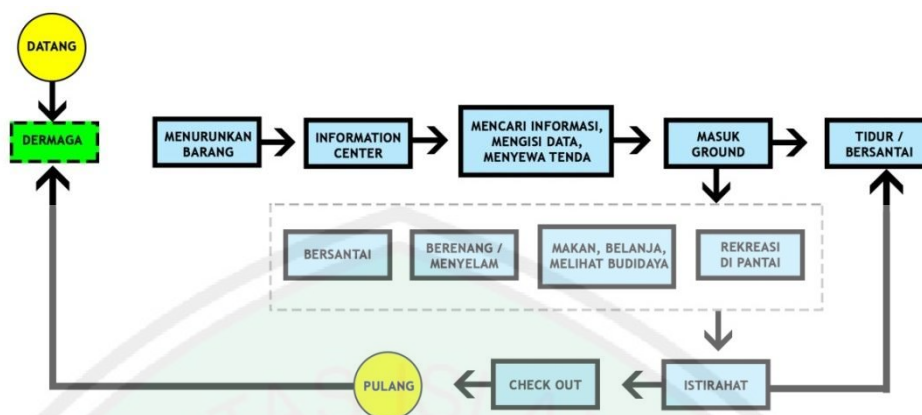 DATANG
DERMAGA
MENURUNKAN
BARANG
INFORMATION
CENTER
MENCARI INFORMASI,
MENGISI DATA,
MENYEWA TENDA
MASUK
GROUND
TIDUR /
BERSANTAI
BERSANTAI
BERENANG /
MENYELAM
MAKAN, BELANJA,
MELIHAT BUDIDAYA
REKREASI
DI PANTAI
PULANG
CHECK OUT
ISTIRAHAT